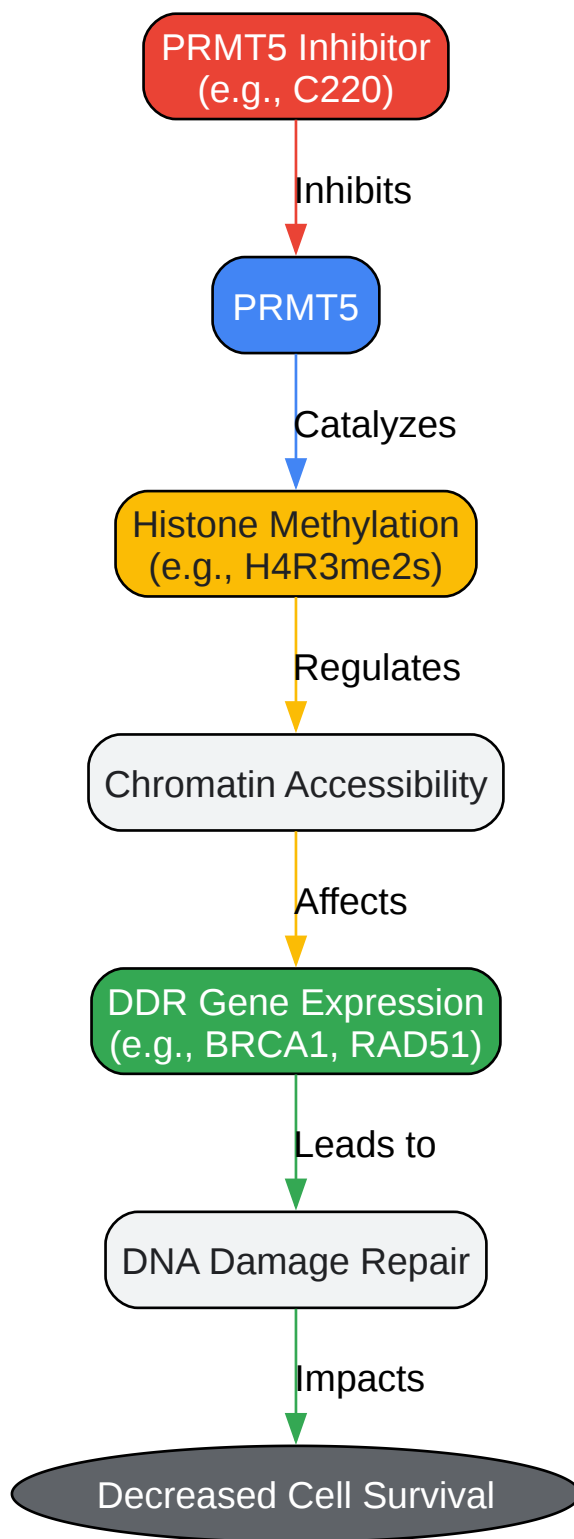 PRMT5 Inhibitor
(e.g., C220)
Inhibits
PRMT5
Catalyzes
Histone Methylation
(e.g., H4R3me2s)
Regulates
Chromatin Accessibility
Affects
DDR Gene Expression
(e.g., BRCA1, RAD51)
Leads to
DNA Damage Repair
Impacts
Decreased Cell Survival